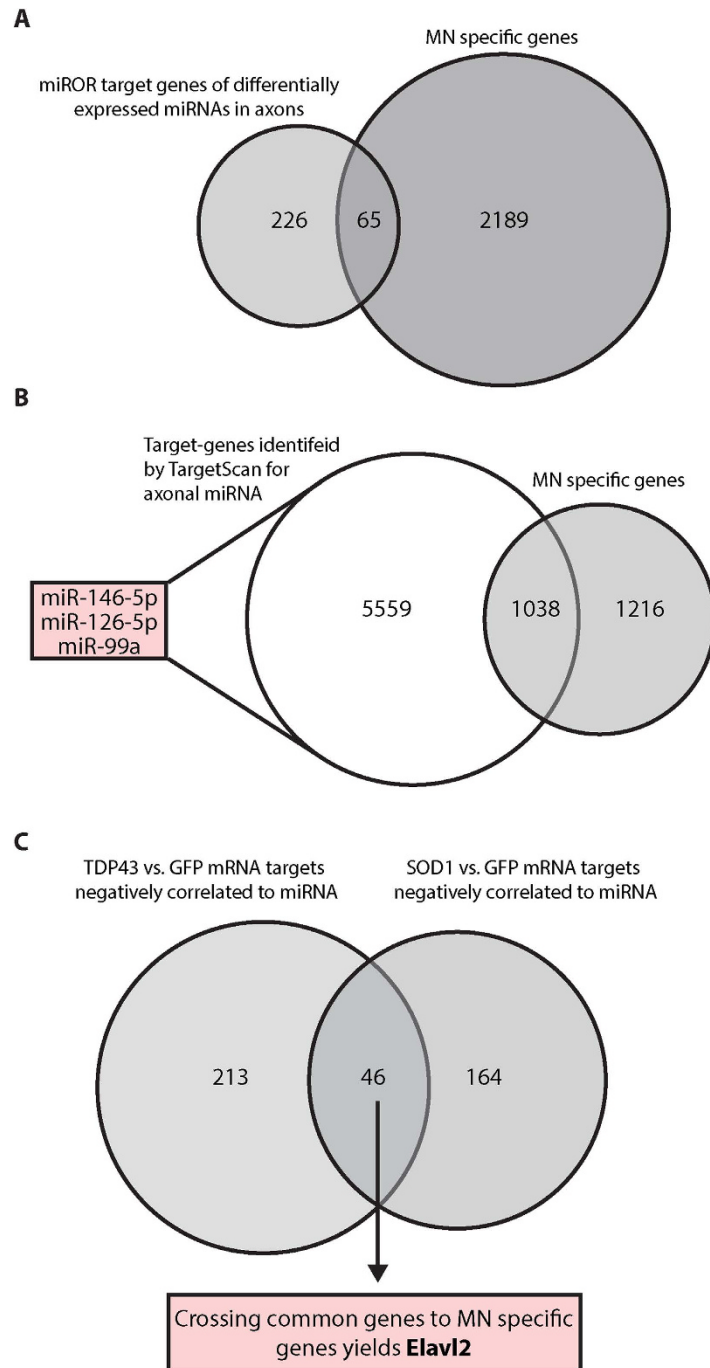 A
MN specific genes
miROR target genes of differentially
expressed miRNAs in axons
226
65
2189
B
Target-genes identifeid
by TargetScan for
axonal miRNA
MN specific genes
miR-146-5p
miR-126-5p
miR-99a
5559
1038
1216
C
TDP43 vs. GFP mRNA targets
negatively correlated to miRNA
SOD1 vs. GFP mRNA targets
negatively correlated to miRNA
213
46
164
Crossing common genes to MN specific
genes yields Elavl2